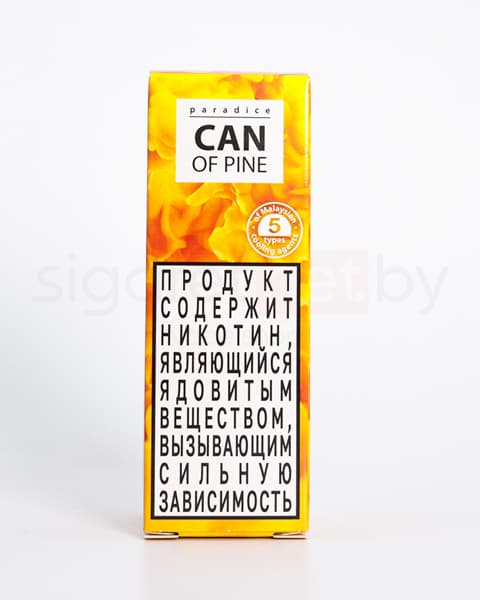 paradice
CAN
OF PINE
of Malaysian
5
types
cooling agents
ПРОДУКТ
СОДЕРЖИТ
НИКОТИН,
ЯВЛЯЮЩИЙСЯ
ЯДОВИТЫМ
ВЕЩЕСТВОМ,
ВЫЗЫВАЮЩИМ
СИЛЬНУЮ
ЗАВИСИМОСТЬ